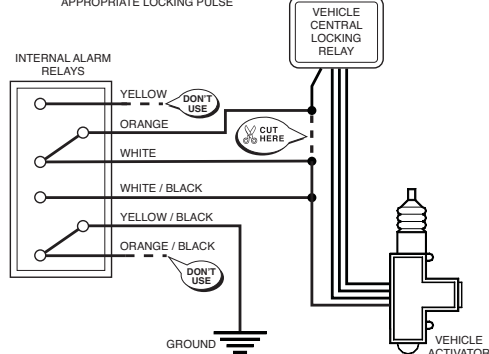 APPROPRIATE LOCKING PULSE
VEHICLE
CENTRAL
LOCKING
RELAY
INTERNAL ALARM
RELAYS
YELLOW
DON'T
USE
ORANGE
CUT
HERE
WHITE
WHITE / BLACK
YELLOW / BLACK
ORANGE / BLACK
DON'T
USE
GROUND
VEHICLE
ACTIVATOR